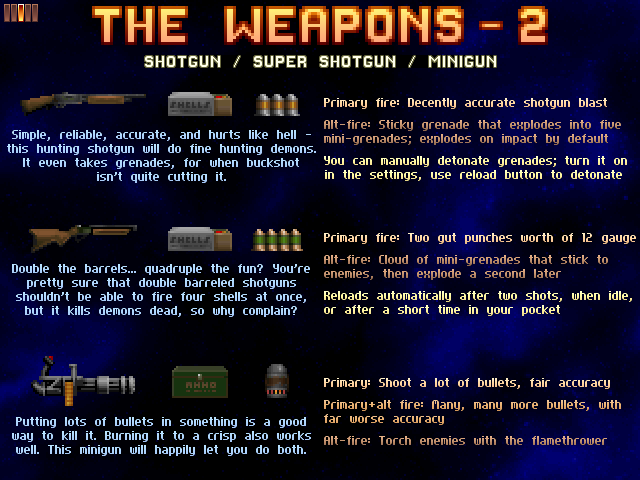 THE WEAPONS - 2
SHOTGUN / SUPER SHOTGUN / MINIGUN
SHELLS
Simple, reliable, accurate, and hurts like hell -
this hunting shotgun will do fine hunting demons.
It even takes grenades, for when buckshot
isn't quite cutting it.
Primary fire: Decently accurate shotgun blast
Alt-fire: Sticky grenade that explodes into five
mini-grenades; explodes on impact by default
You can manually detonate grenades; turn it on
in the settings, use reload button to detonate
SHELLS
Double the barrels... quadruple the fun? You're
pretty sure that double barreled shotguns
shouldn't be able to fire four shells at once,
but it kills demons dead, so why complain?
Primary fire: Two gut punches worth of 12 gauge
Alt-fire: Cloud of mini-grenades that stick to
enemies, then explode a second later
Reloads automatically after two shots, when idle,
or after a short time in your pocket
AMMO
Putting lots of bullets in something is a good
way to kill it. Burning it to a crisp also works
well. This minigun will happily let you do both.
Primary: Shoot a lot of bullets, fair accuracy
Primary+alt fire: Many, many more bullets, with
far worse accuracy
Alt-fire: Torch enemies with the flamethrower